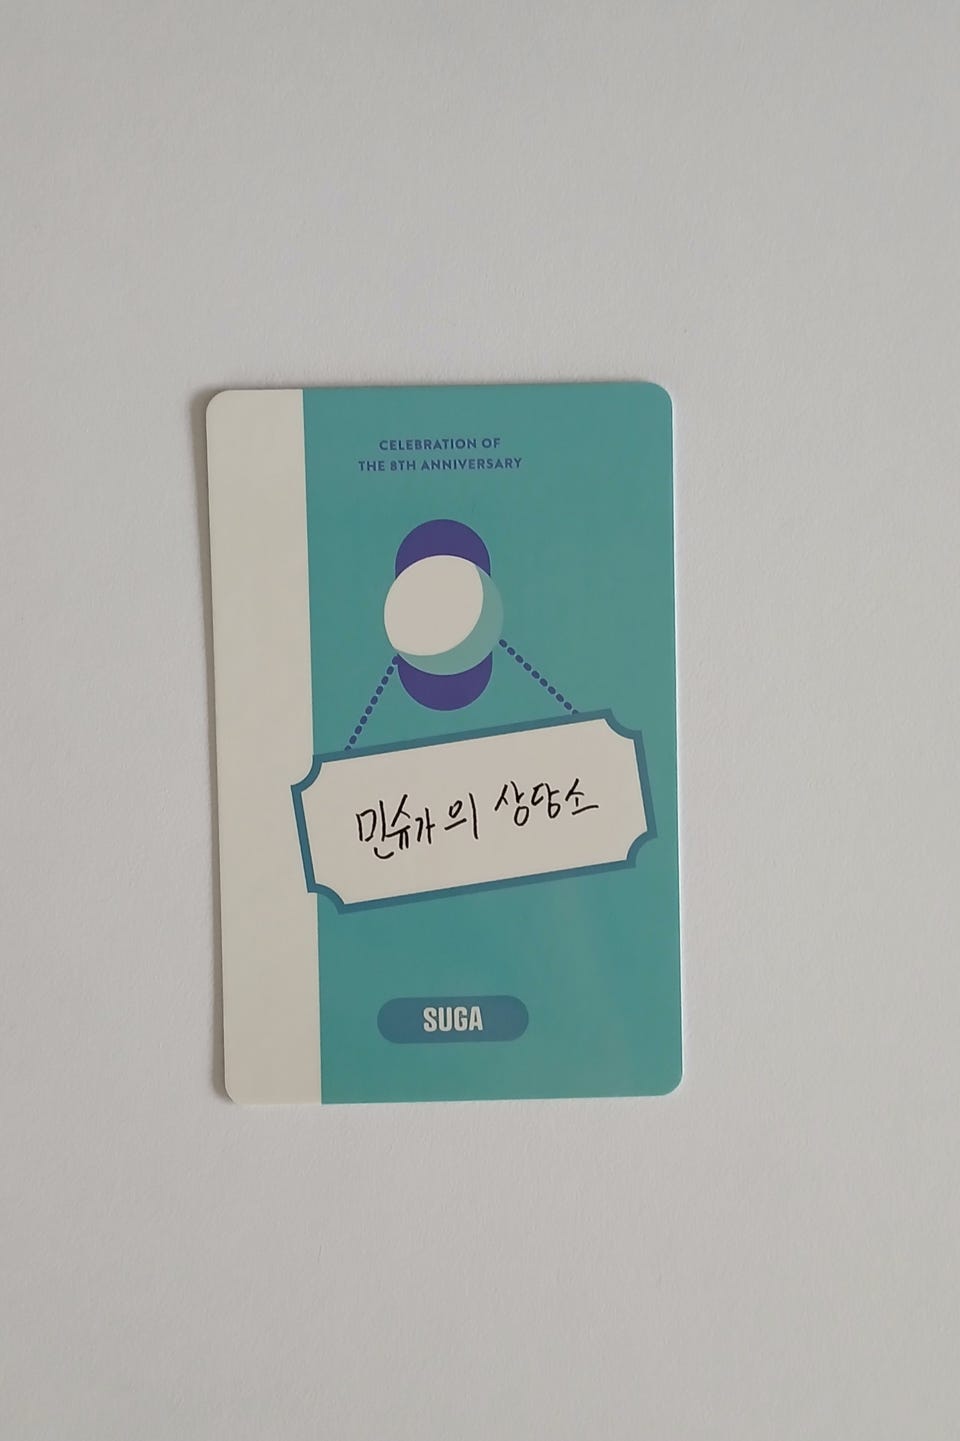 CELEBRATION OF
THE 8TH ANNIVERSARY
민슈가의 상담소
SUGA